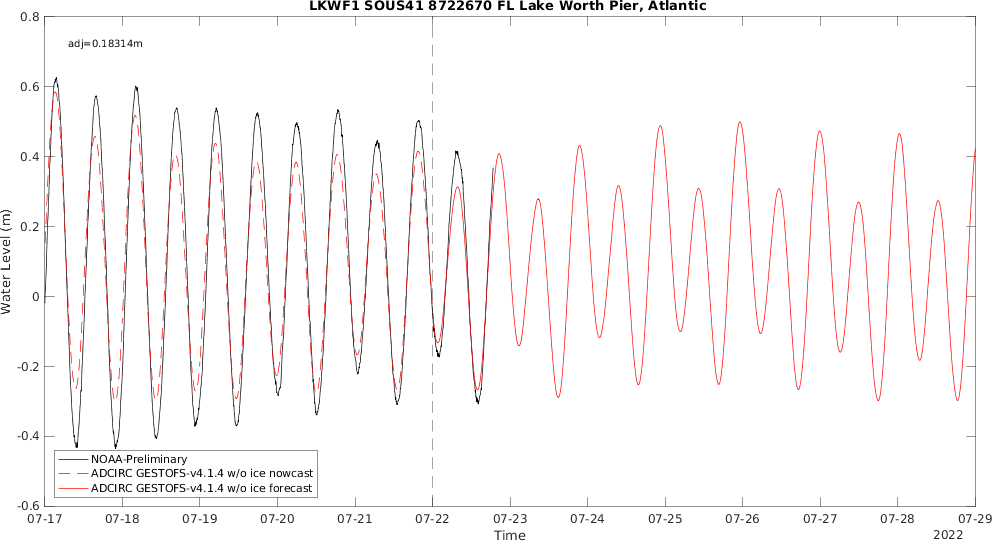 LKWF1 SOUS41 8722670 FL Lake Worth Pier, Atlantic
0.8
adj=0.18314m
0.6
0.4
0.2
0
-0.2
-0.4
-0.6
Water Level (m)
NOAA-Preliminary
ADCIRC GESTOFS-v4.1.4 w/o ice nowcast
ADCIRC GESTOFS-v4.1.4 w/o ice forecast
07-17 07-18 07-19 07-20 07-21 07-22 07-23 07-24 07-25 07-26 07-27 07-28 07-29
Time
2022